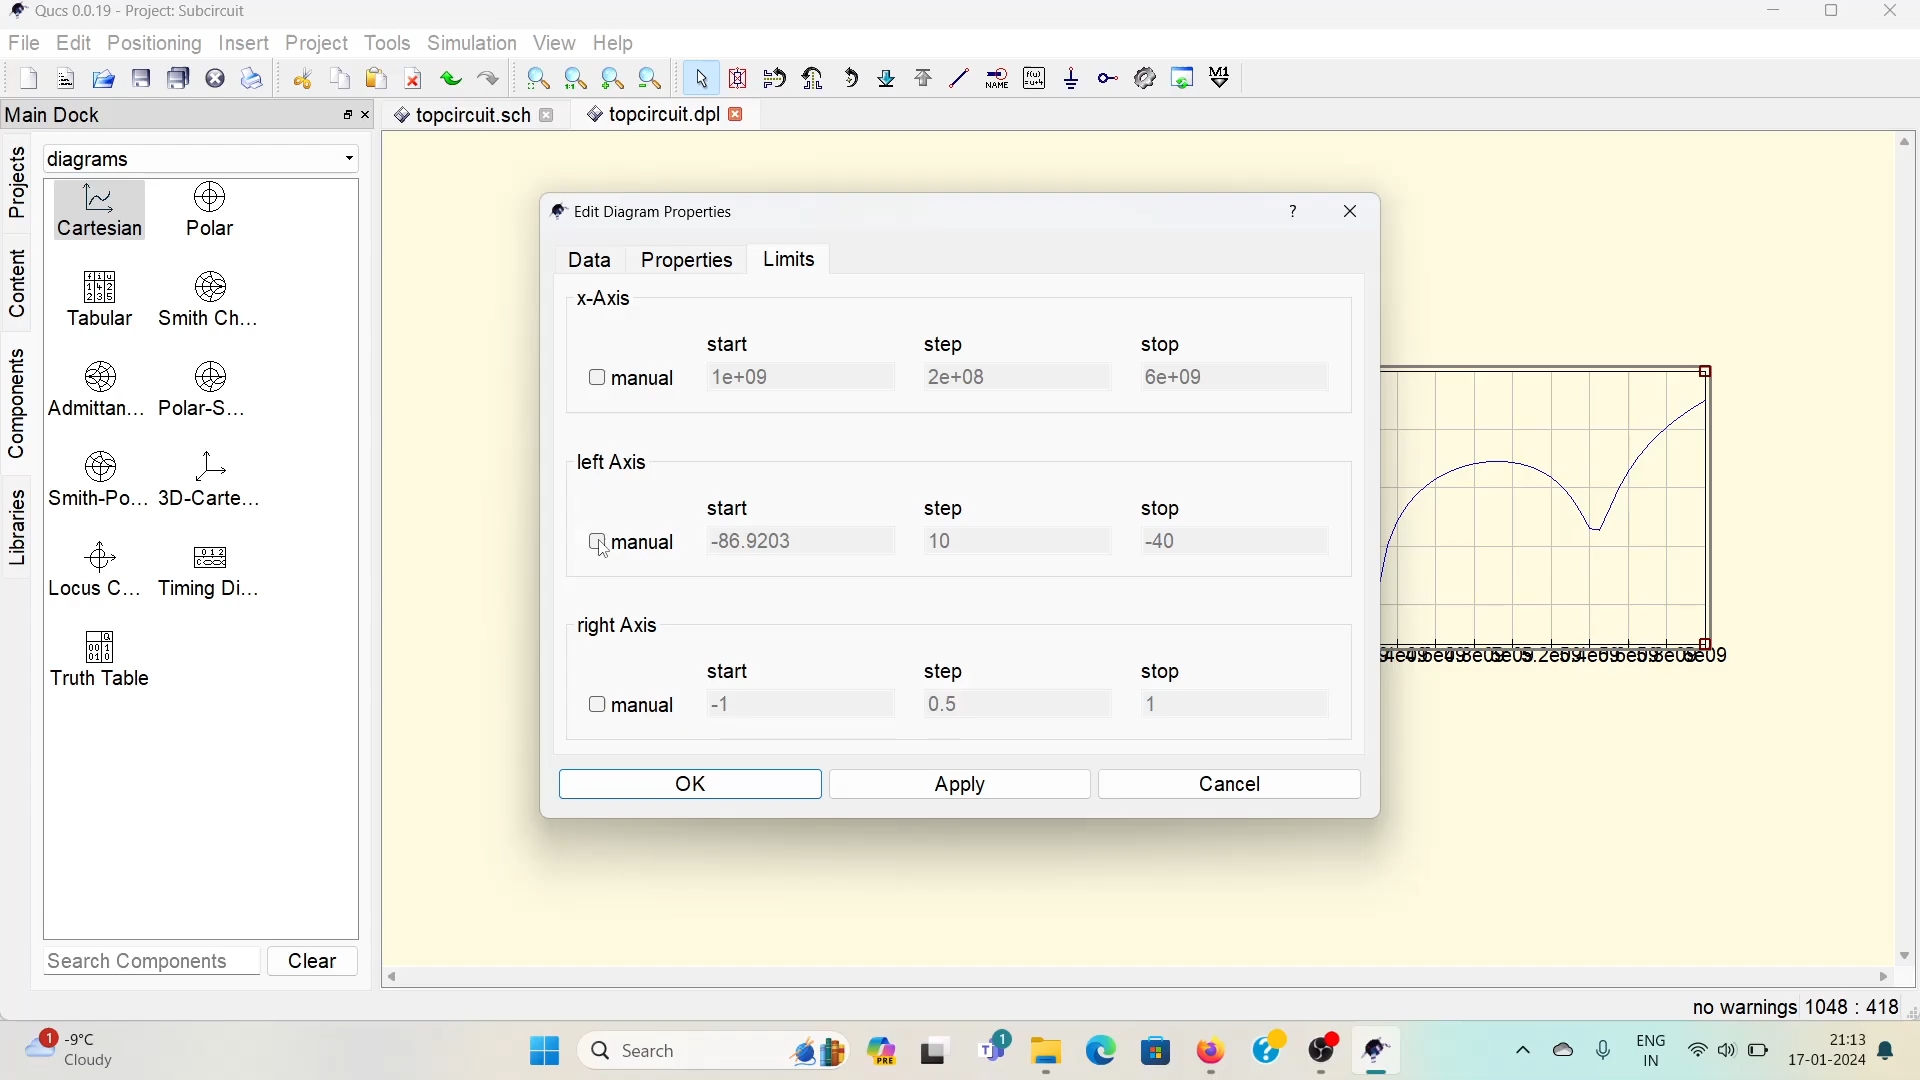 Qucs 0.0.19 - Project: Subcircuit
File Edit Positioning Insert Project Tools Simulation View Help
NAME
M1
Main Dock
topcircuit.sch
topcircuit.dpl
Projects
Content
Components
Libraries
diagrams
Cartesian
Polar
Tabular
Smith Ch...
Admittan...
Polar-S...
Smith-Po...
3D-Carte...
Locus C...
Timing Di...
Truth Table
Search Components
Clear
Edit Diagram Properties
?
Data
Properties
Limits
x-Axis
start step stop
manual 1e+09 2e+08 6e+09
left Axis
start step stop
manual -86.9203 10 -40
right Axis
start step stop
manual -1 0.5 1
OK
Apply
Cancel
no warnings 1048 : 418
1
-9°C
Cloudy
Search
PRE
1
ENG
IN
21:13
17-01-2024